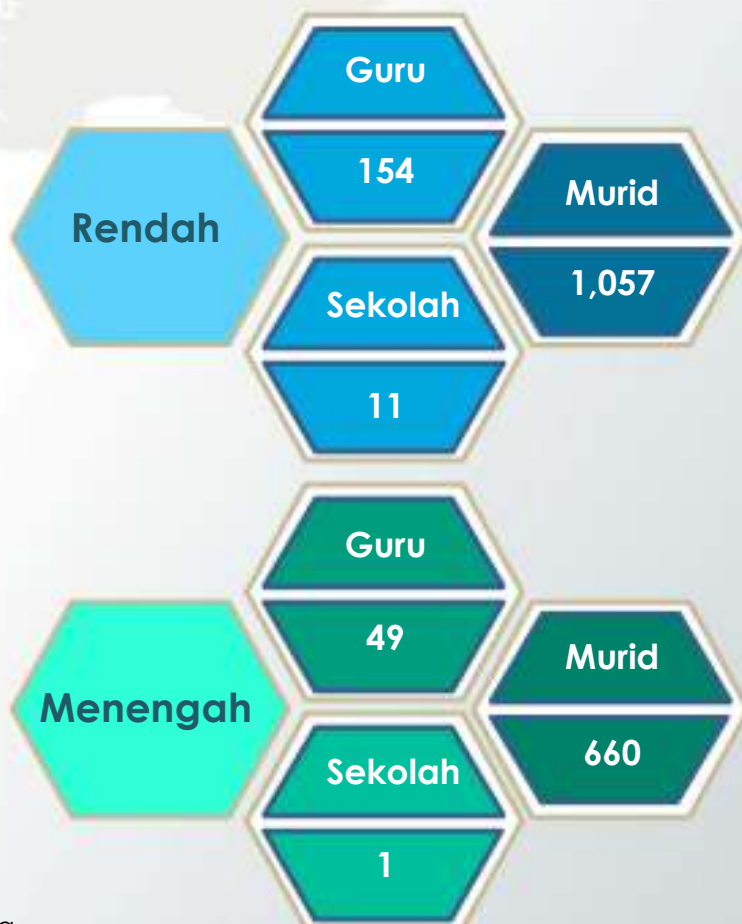 Rendah
Guru
154
Sekolah
11
Murid
1,057
Menengah
Guru
49
Sekolah
1
Murid
660